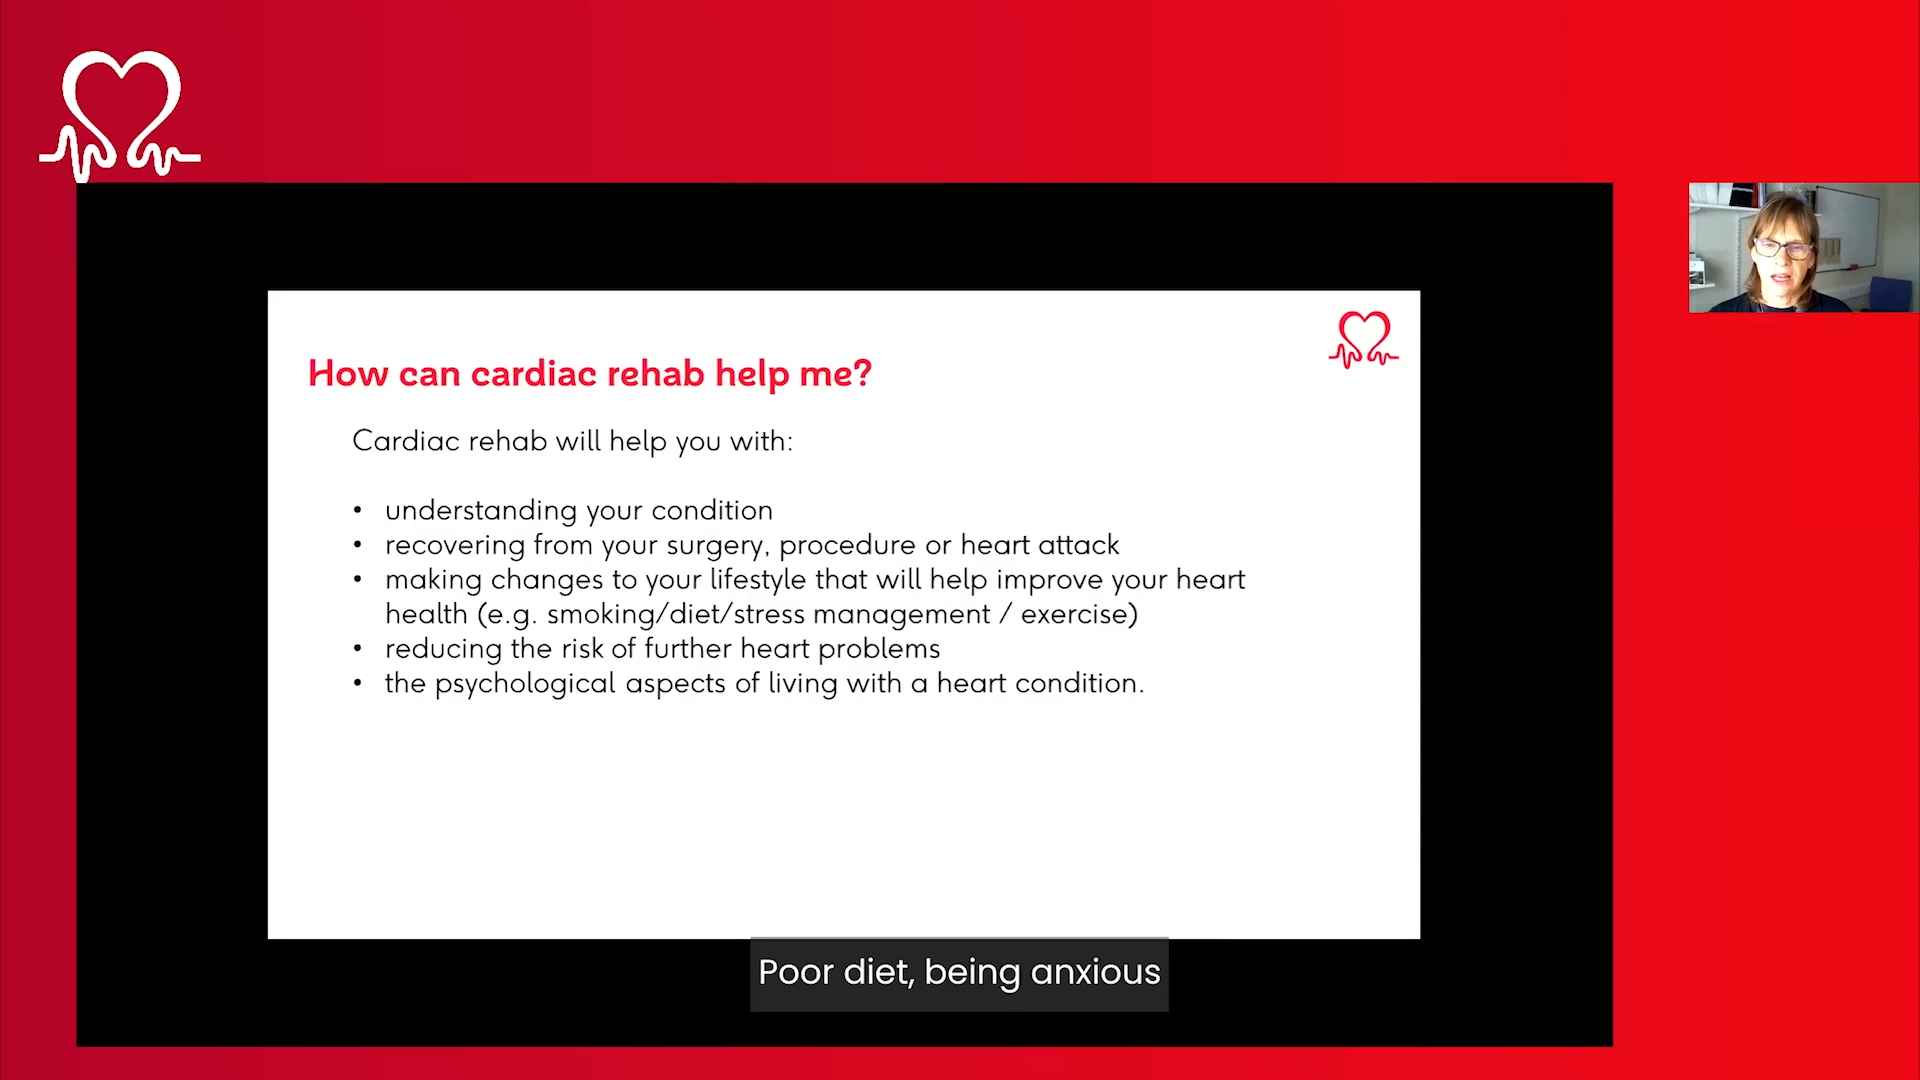 How can cardiac rehab help me?
Cardiac rehab will help you with:
• understanding your condition
• recovering from your surgery, procedure or heart attack
• making changes to your lifestyle that will help improve your heart
health (e.g. smoking/diet/stress management / exercise)
• reducing the risk of further heart problems
• the psychological aspects of living with a heart condition.
Poor diet, being anxious